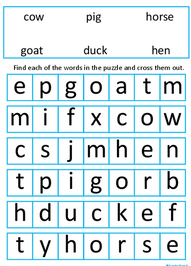 cow pig horse
goat duck hen
Find each of the words in the puzzle and cross them out.
e p g o a t m
m i f x c o w
c s j m h e n
t p i g o r b
h d u c k e f
t y h o r s e